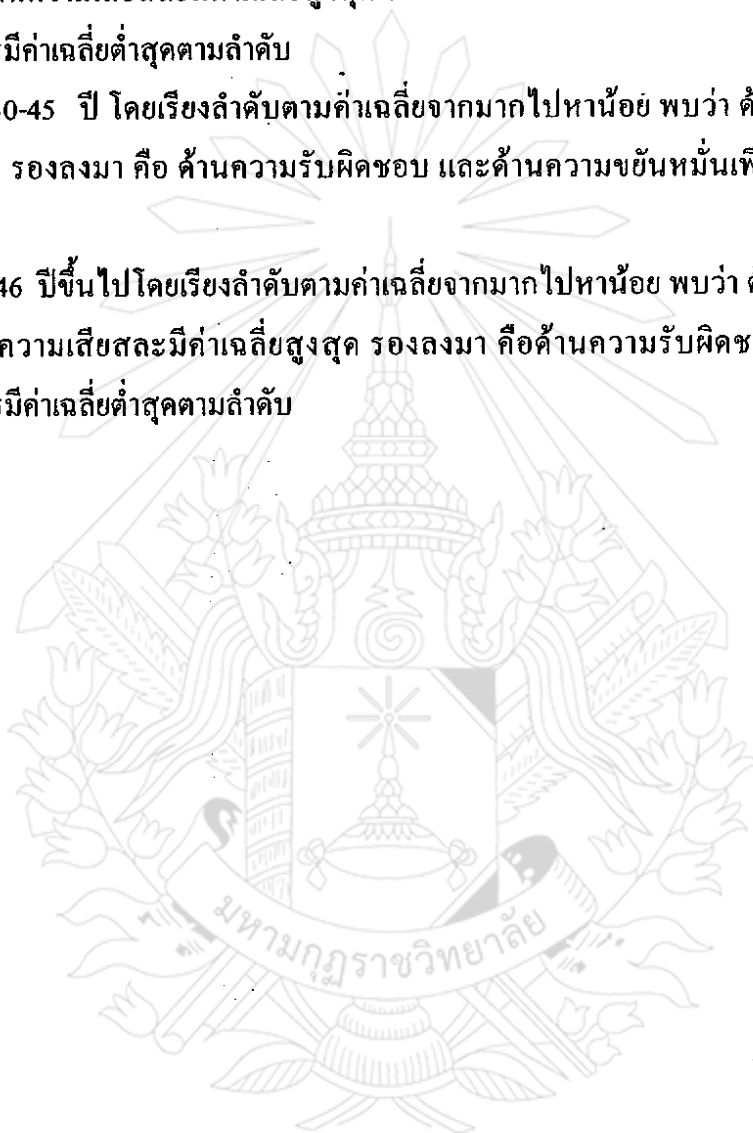 มีค่าเฉลี่ยต่ำสุดตามลำดับ
0-45 ปี โดยเรียงลำดับตามค่าเฉลี่ยจากมากไปหาน้อย พบว่า
รองลงมา คือ ด้านความรับผิดชอบ และด้านความขยันหมั่นเพี
46 ปีขึ้นไปโดยเรียงลำดับตามค่าเฉลี่ยจากมากไปหาน้อย พบว่า
ความเสียสละมีค่าเฉลี่ยสูงสุด รองลงมา คือด้านความรับผิดช
มีค่าเฉลี่ยต่ำสุดตามลำดับ
มหามกุฏราชวิทยาลัย